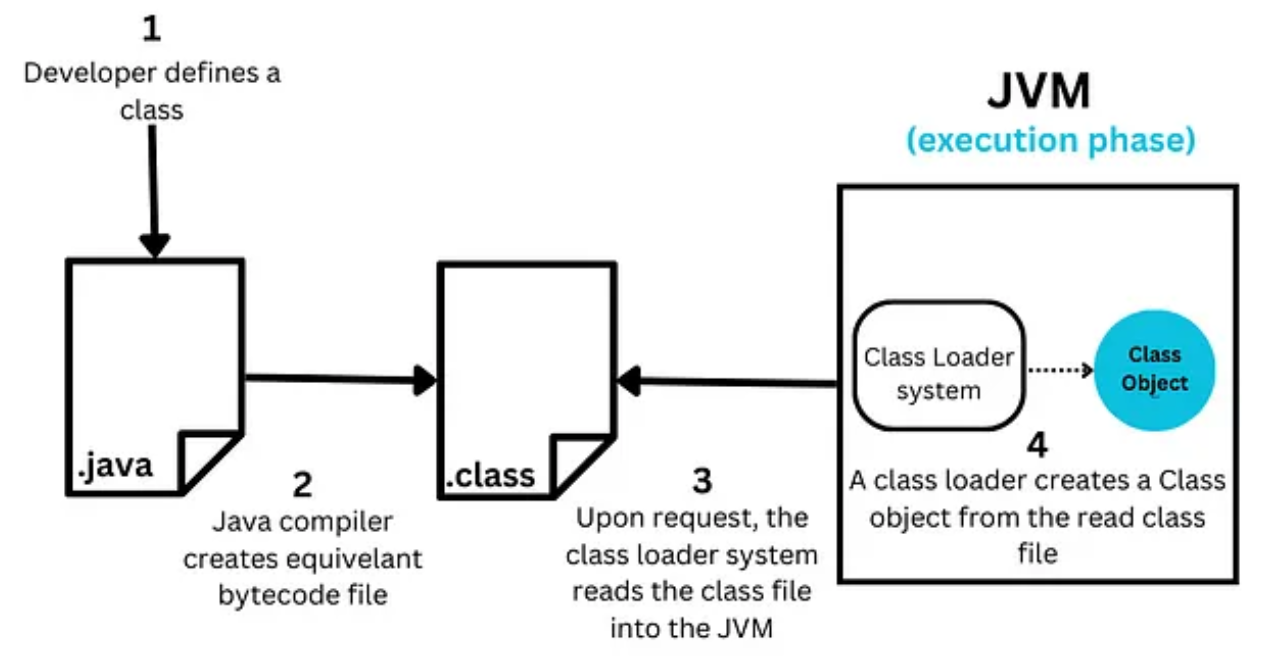 1
Developer defines a
class
JVM
(execution phase)
.java
.class
Class Loader
system
Class
Object
2
Java compiler
creates equivelant
bytecode file
3
Upon request, the
class loader system
reads the class file
into the JVM
4
A class loader creates a Class
object from the read class
file